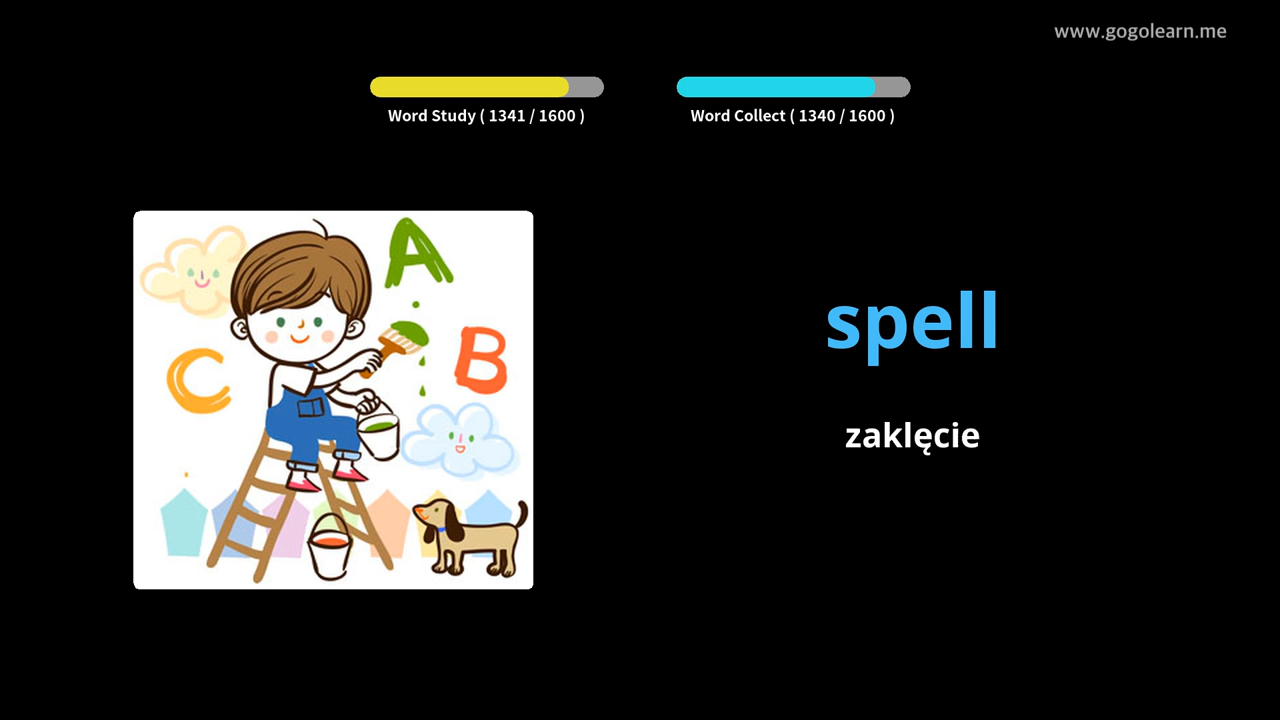 www.gogolearn.me
Word Study ( 1341 / 1600 )
Word Collect ( 1340 / 1600 )
A
B
C
spell
zaklęcie